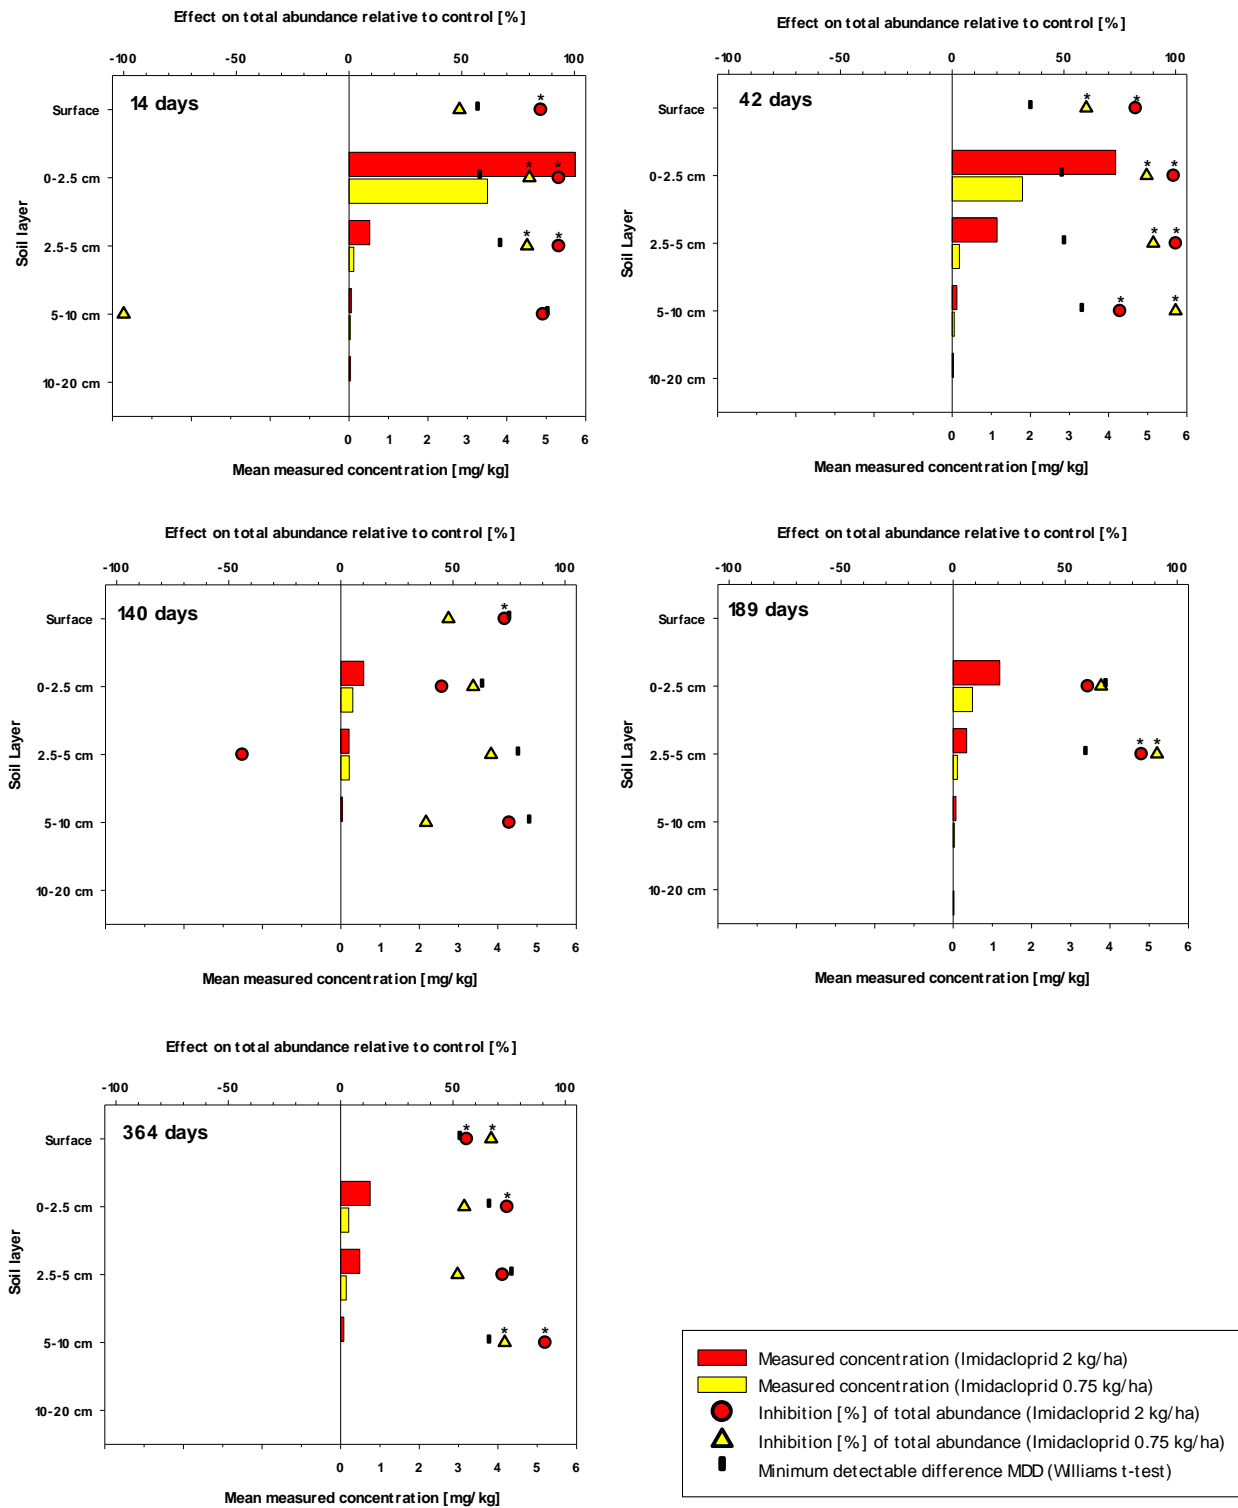 Effect on total abundance relative to control [%]
-100 -50 0 50 100
14 days
Soil layer
Surface
* 
0-2.5 cm
* *
2.5-5 cm
* *
5-10 cm
10-20 cm
0 1 2 3 4 5 6
Mean measured concentration [mg/kg]
Effect on total abundance relative to control [%]
-100 -50 0 50 100
42 days
Soil Layer
Surface
* *
0-2.5 cm
* *
2.5-5 cm
* *
5-10 cm
* *
10-20 cm
0 1 2 3 4 5 6
Mean measured concentration [mg/kg]
Effect on total abundance relative to control [%]
-100 -50 0 50 100
140 days
Soil Layer
Surface
*
0-2.5 cm
2.5-5 cm
5-10 cm
10-20 cm
0 1 2 3 4 5 6
Mean measured concentration [mg/kg]
Effect on total abundance relative to control [%]
-100 -50 0 50 100
189 days
Soil Layer
Surface
0-2.5 cm
2.5-5 cm
* *
5-10 cm
10-20 cm
0 1 2 3 4 5 6
Mean measured concentration [mg/kg]
Effect on total abundance relative to control [%]
-100 -50 0 50 100
364 days
Soil layer
Surface
* *
0-2.5 cm
*
2.5-5 cm
5-10 cm
* *
10-20 cm
0 1 2 3 4 5 6
Mean measured concentration [mg/kg]
Measured concentration (Imidacloprid 2 kg/ha)
Measured concentration (Imidacloprid 0.75 kg/ha)
Inhibition [%] of total abundance (Imidacloprid 2 kg/ha)
Inhibition [%] of total abundance (Imidacloprid 0.75 kg/ha)
Minimum detectable difference MDD (Williams t-test)